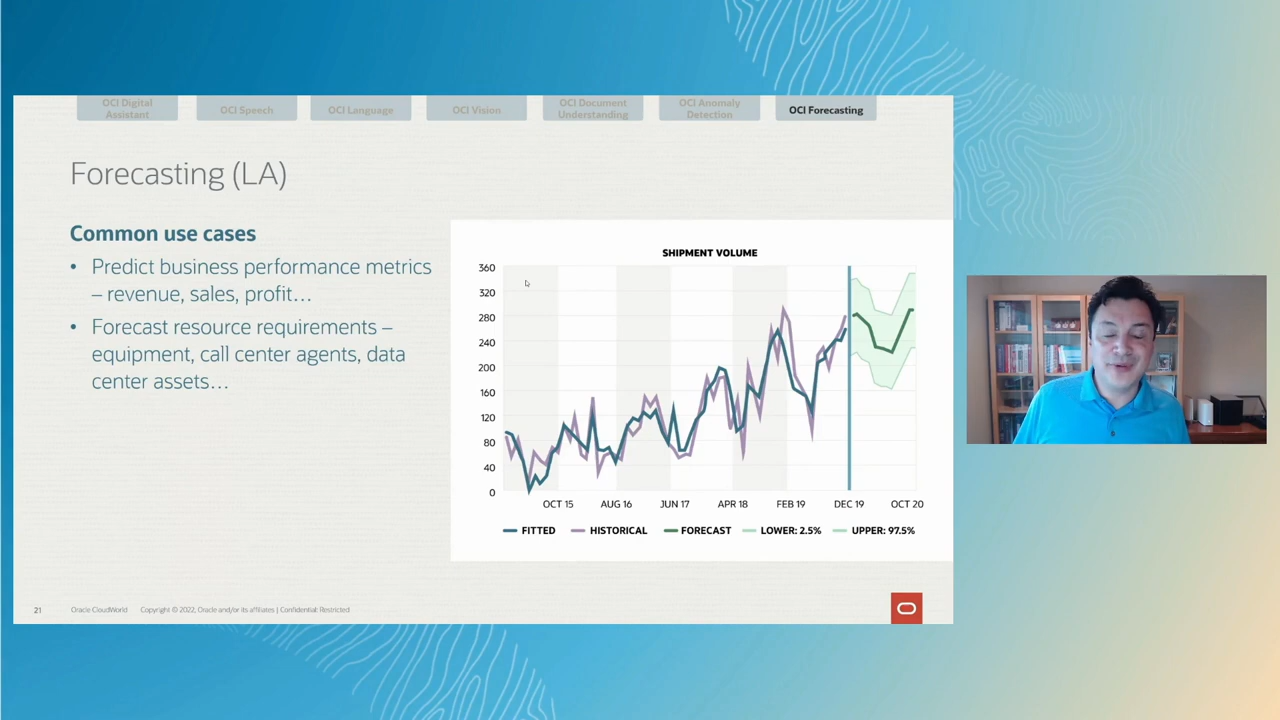 OCI Digital
Assistant
OCI Speech
OCI Language
OCI Vision
OCI Document
Understanding
OCI Anomaly
Detection
OCI Forecasting
Forecasting (LA)
Common use cases
• Predict business performance metrics
– revenue, sales, profit…
• Forecast resource requirements –
equipment, call center agents, data
center assets…
SHIPMENT VOLUME
360
320
280
240
200
160
120
80
40
0
OCT 15 AUG 16 JUN 17 APR 18 FEB 19 DEC 19 OCT 20
FITTED HISTORICAL FORECAST LOWER: 2.5% UPPER: 97.5%
21 Oracle CloudWorld Copyright © 2022, Oracle and/or its affiliates | Confidential: Restricted